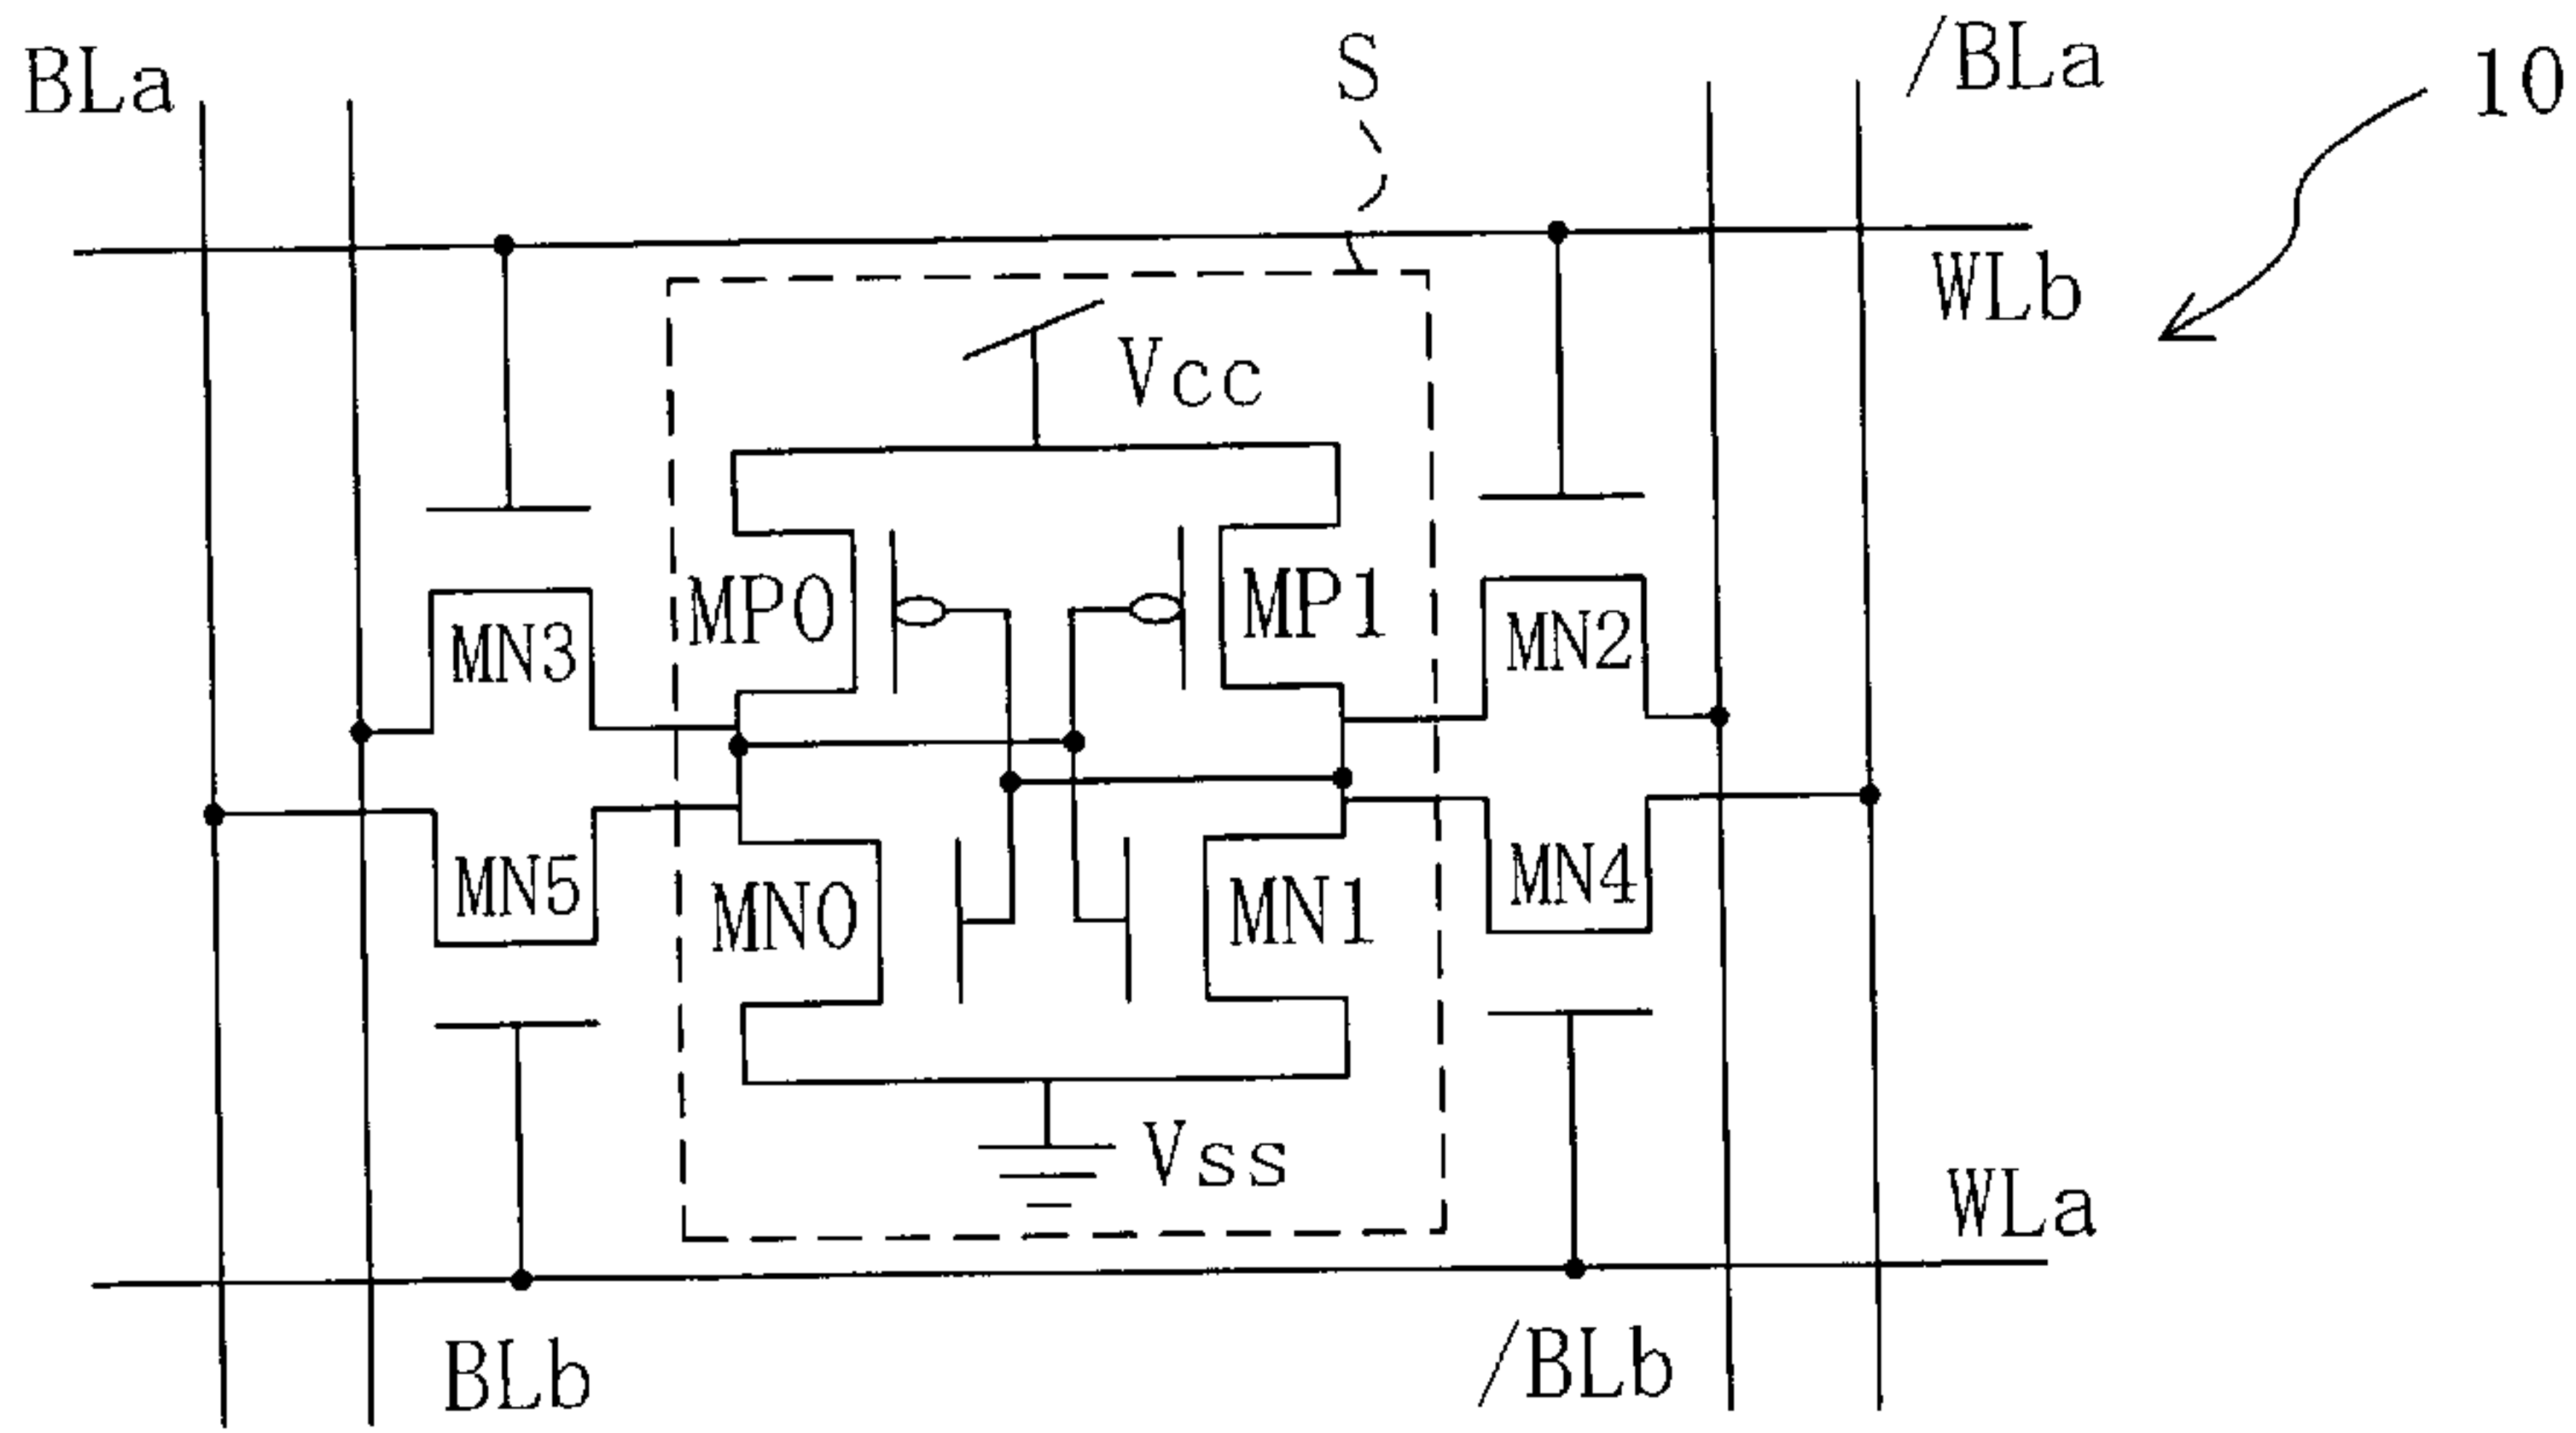 BLa
S
/BLa
10
WLb
Vcc
MP0
MP1
MN3
MN2
MN5
MN0
MN1
MN4
Vss
WLa
BLb
/BLb